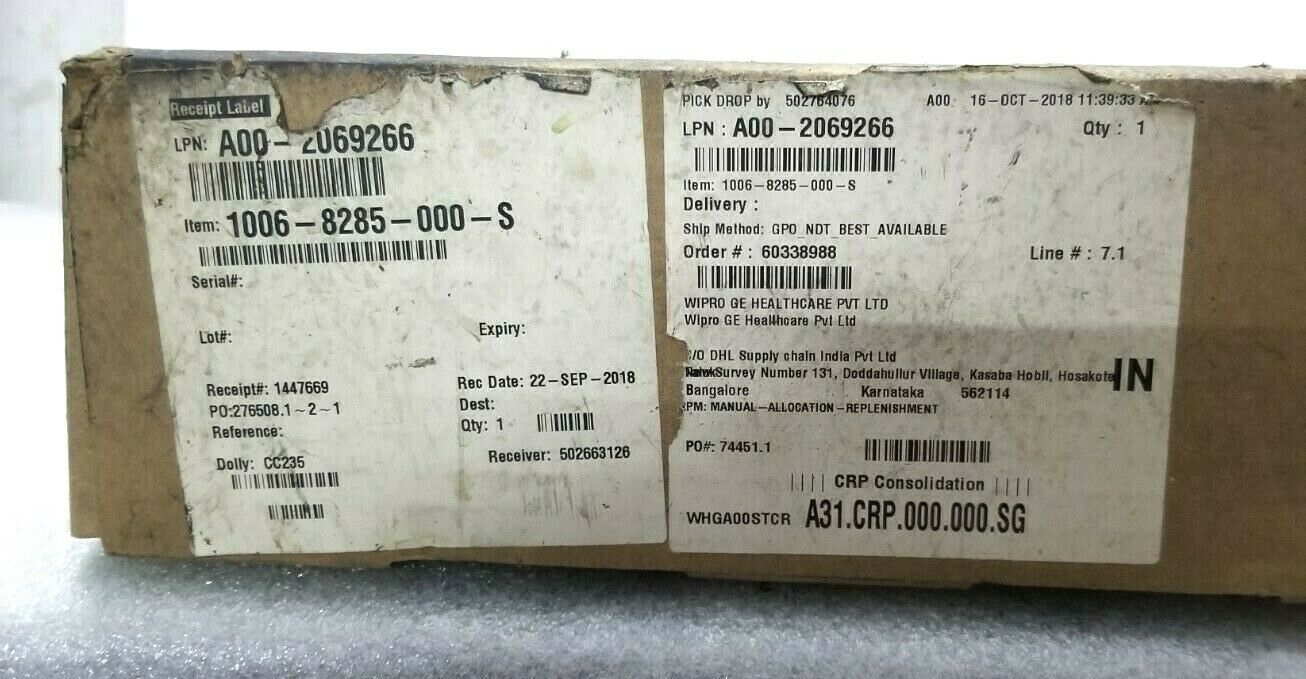 Receipt Label
LPN: A00-2069266
Item: 1006-8285-000-S
Serial#:
Lot#:
Expiry:
Receipt#: 1447669
Rec Date: 22-SEP-2018
PO:276508.1~2~1
Dest:
Reference:
Qty: 1
Dolly: CC235
Receiver: 502663126
PICK DROP by 502764076 A00 16-OCT-2018 11:39:33
LPN : A00-2069266 Qty : 1
Item: 1006-8285-000-S
Delivery :
Ship Method: GPO_NDT_BEST_AVAILABLE
Order # : 60338988 Line # : 7.1
WIPRO GE HEALTHCARE PVT LTD
Wipro GE Healthcare Pvt Ltd
/O DHL Supply chain India Pvt Ltd
Survey Number 131, Doddahullur Village, Kasaba Hobli, Hosakote
IN
Bangalore Karnataka 562114
PM: MANUAL-ALLOCATION-REPLENISHMENT
PO#: 74451.1
|||| CRP Consolidation ||||
WHGA00STCR A31.CRP.000.000.SG